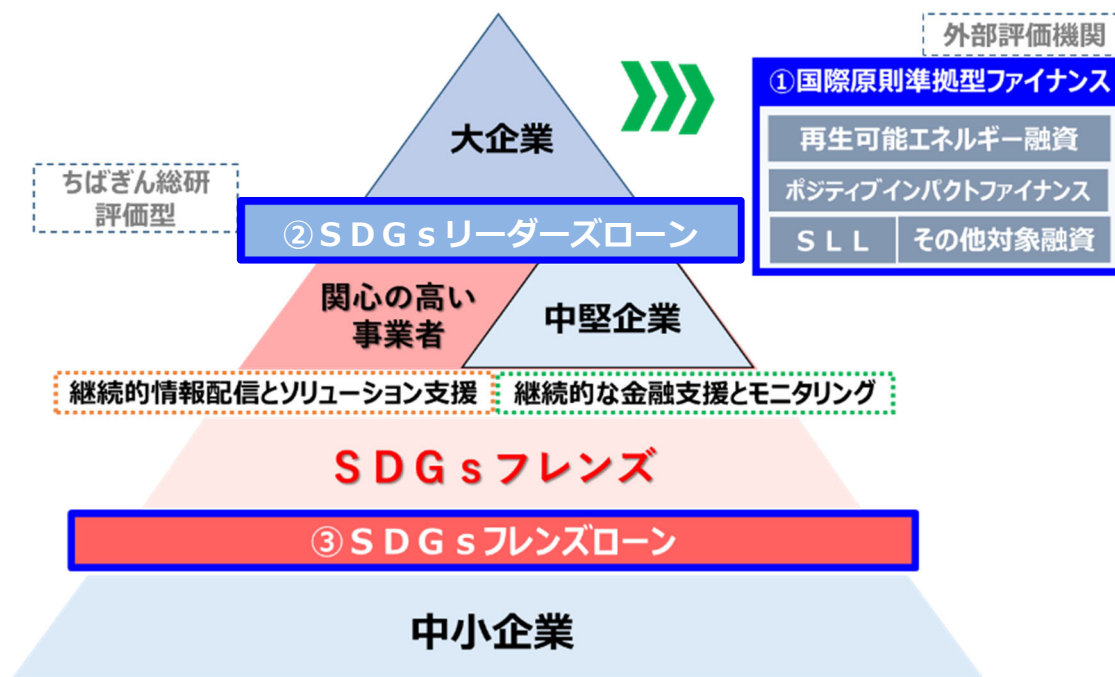 外部評価機関
①国際原則準拠型ファイナンス
再生可能エネルギー融資
ポジティブインパクトファイナンス
ＳＬＬ
その他対象融資
大企業
ちばぎん総研
評価型
②ＳＤＧｓリーダーズローン
関心の高い
事業者
中堅企業
継続的情報配信とソリューション支援
継続的な金融支援とモニタリング
ＳＤＧｓフレンズ
③ＳＤＧｓフレンズローン
中小企業